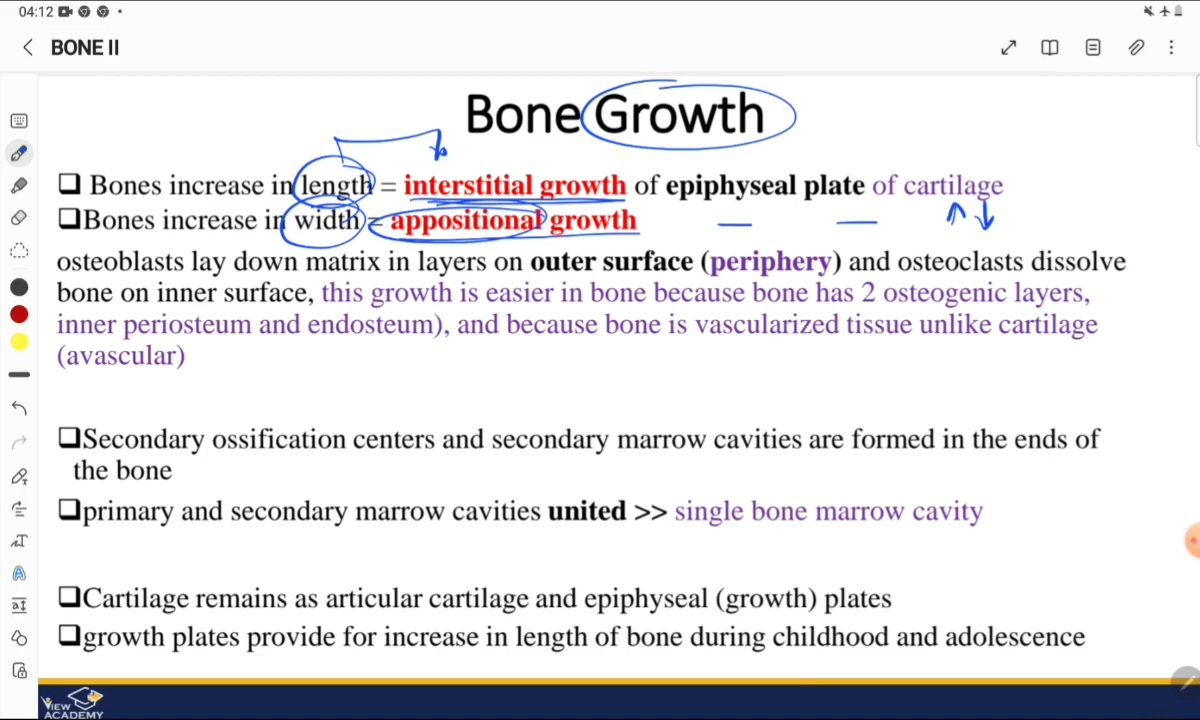 04:12
BONE II
Bone Growth
❑ Bones increase in length = interstitial growth of epiphyseal plate of cartilage
❑Bones increase in width = appositional growth
osteoblasts lay down matrix in layers on outer surface (periphery) and osteoclasts dissolve
bone on inner surface, this growth is easier in bone because bone has 2 osteogenic layers,
inner periosteum and endosteum), and because bone is vascularized tissue unlike cartilage
(avascular)
❑Secondary ossification centers and secondary marrow cavities are formed in the ends of
the bone
❑primary and secondary marrow cavities united >> single bone marrow cavity
❑Cartilage remains as articular cartilage and epiphyseal (growth) plates
❑growth plates provide for increase in length of bone during childhood and adolescence
VIEW
ACADEMY